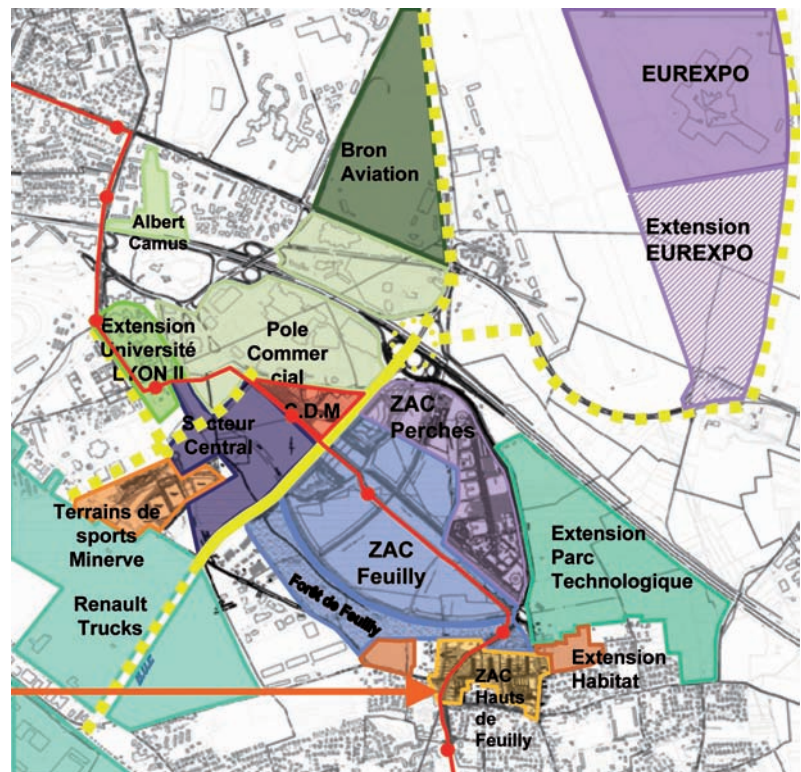 EUREXPO
Bron
Aviation
Albert
Camus
Extension
EUREXPO
Extension
Université
LYON II
Pole
Commer
cial
C.D.M
ZAC
Perches
Secteur
Central
Terrains de
sports
Minerve
ZAC
Feuilly
Extension
Parc
Technologique
Forêt de Feuilly
Renault
Trucks
ZAC
Hauts
de
Feuilly
Extension
Habitat